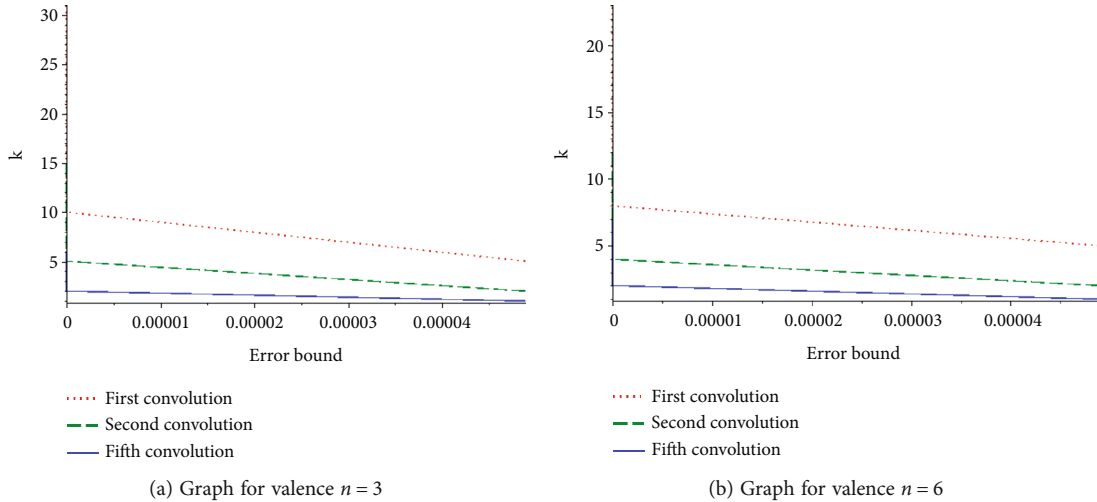 30
25
20
15
10
5
k
0
0.00001
0.00002
0.00003
0.00004
Error bound
First convolution
Second convolution
Fifth convolution
(a) Graph for valence n = 3
20
15
10
5
k
0
0.00001
0.00002
0.00003
0.00004
Error bound
First convolution
Second convolution
Fifth convolution
(b) Graph for valence n = 6